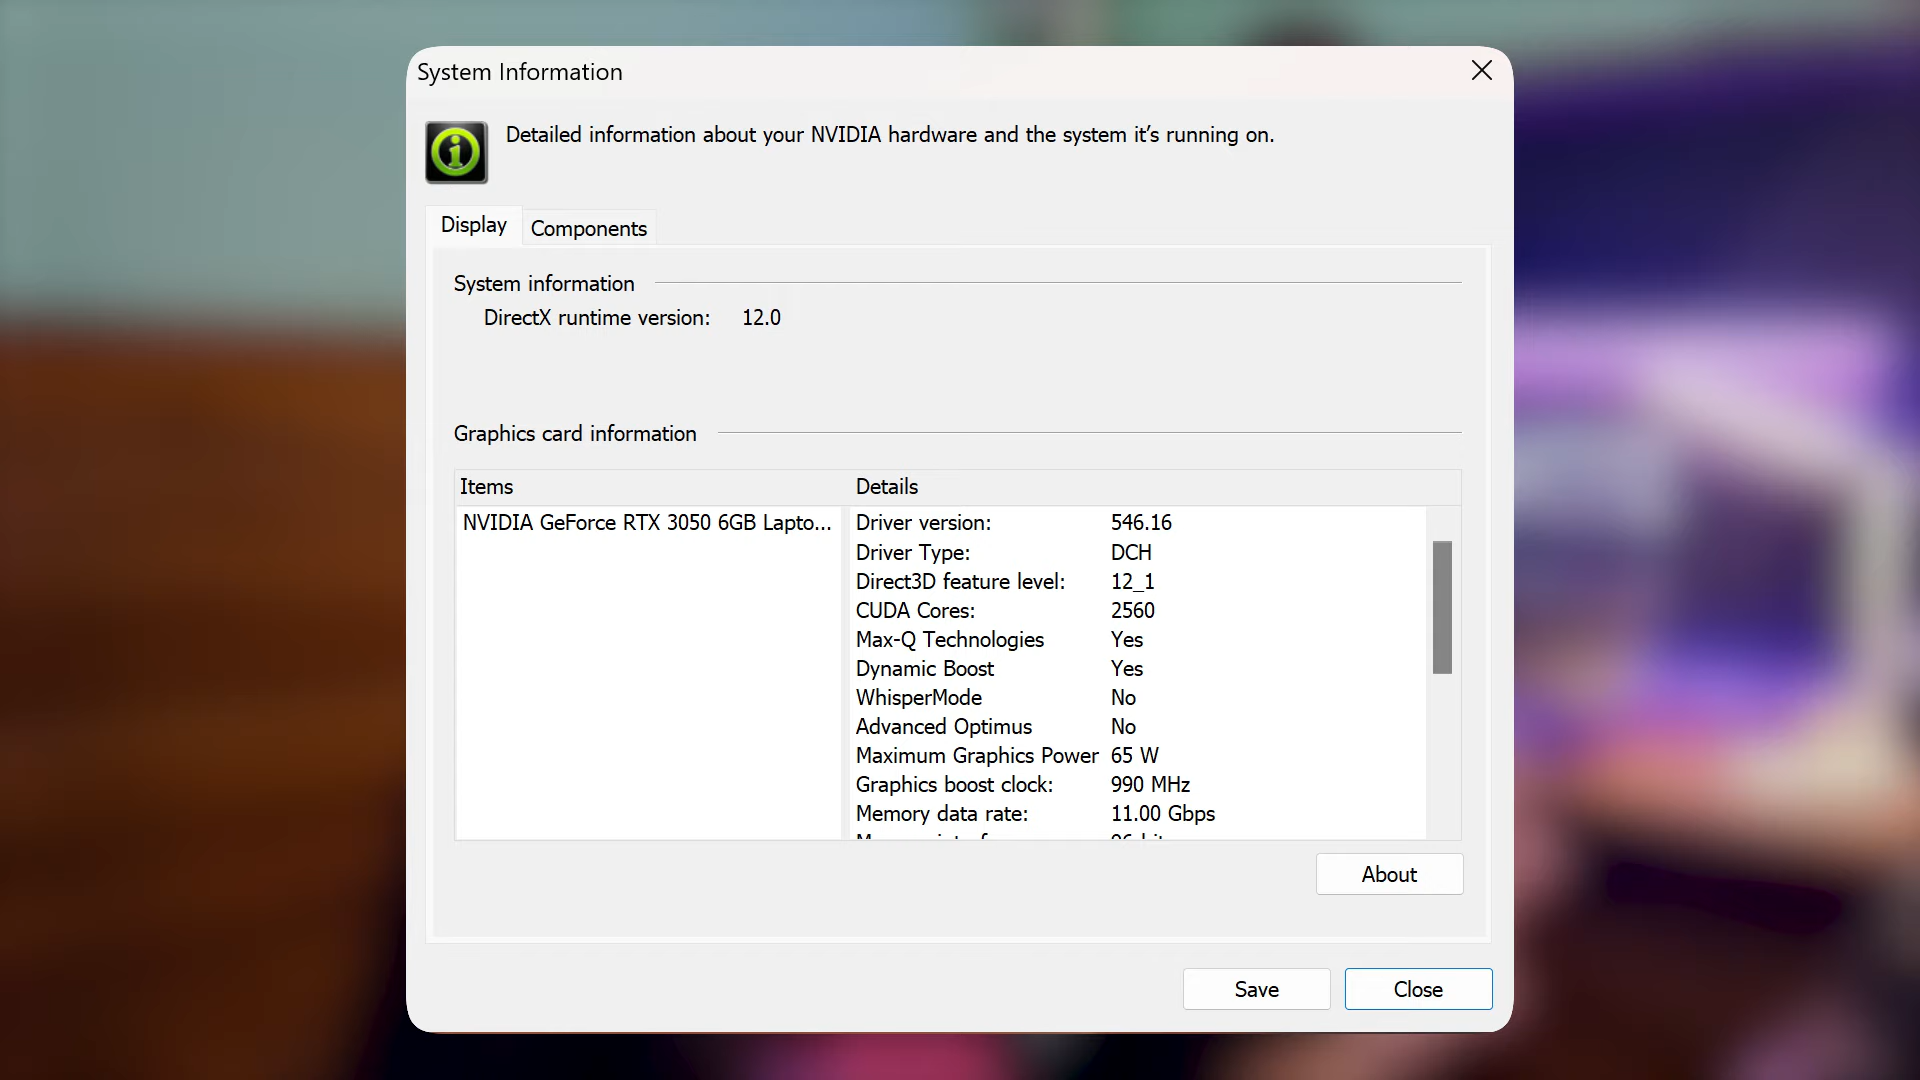 System Information
Detailed information about your NVIDIA hardware and the system it’s running on.
Display Components
System information
DirectX runtime version: 12.0
Graphics card information
Items Details
NVIDIA GeForce RTX 3050 6GB Lapto... Driver version: 546.16
Driver Type: DCH
Direct3D feature level: 12_1
CUDA Cores: 2560
Max-Q Technologies Yes
Dynamic Boost Yes
WhisperMode No
Advanced Optimus No
Maximum Graphics Power 65 W
Graphics boost clock: 990 MHz
Memory data rate: 11.00 Gbps
About
Save Close